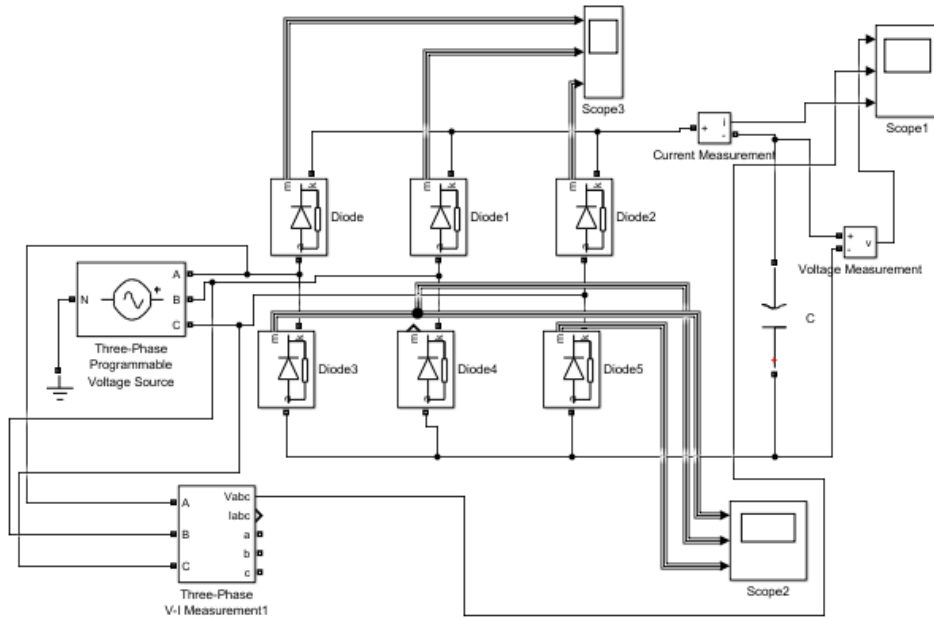 Scope3
Scope1
i
+
-
Current Measurement
m
k
a
Diode
m
k
a
Diode1
m
k
a
Diode2
+
-
v
Voltage Measurement
N
A
B
C
+
Three-Phase
Programmable
Voltage Source
m
k
a
Diode3
m
k
a
Diode4
m
k
a
Diode5
C
+
A
B
C
Vabc
Iabc
a
b
c
Three-Phase
V-I Measurement1
Scope2